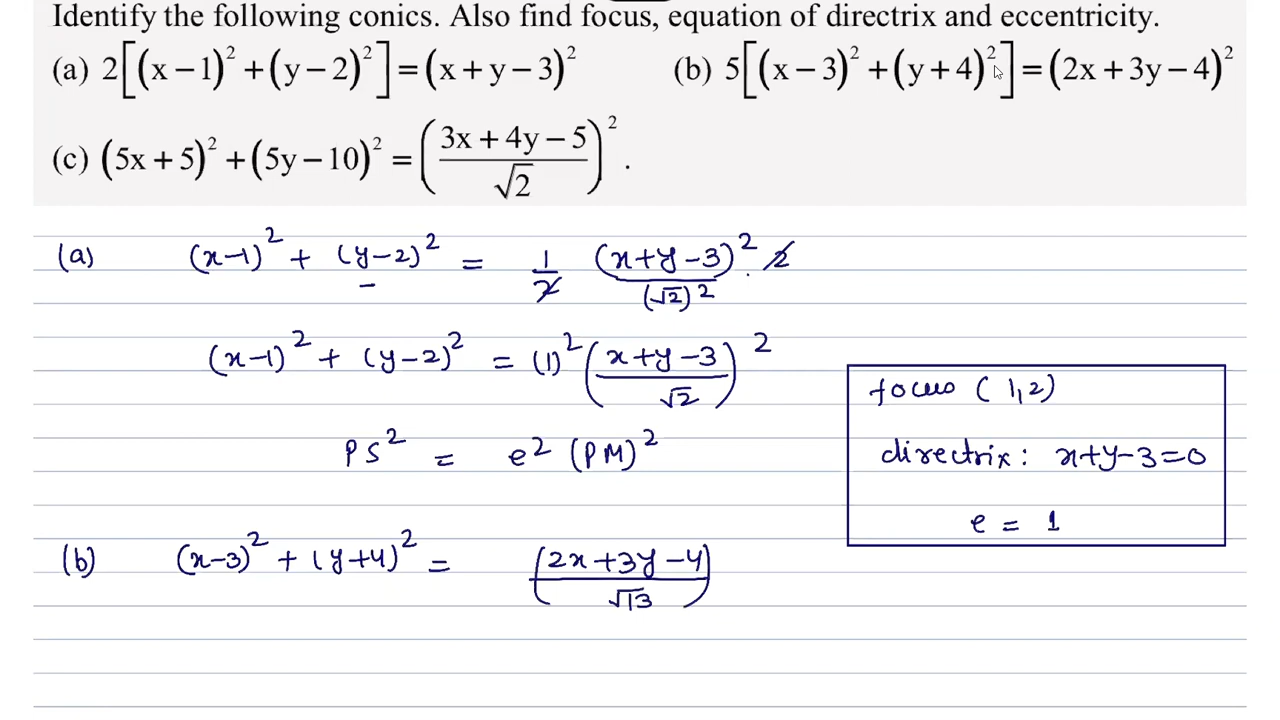 Identify the following conics. Also find focus, equation of directrix and eccentricity.
(a) 2[(x−1)² + (y−2)²] = (x + y − 3)² (b) 5[(x − 3)² + (y + 4)²] = (2x + 3y − 4)²
(c) (5x + 5)² + (5y − 10)² = ((3x + 4y − 5)/√2)².
(a) (x−1)² + (y−2)² = 1/2 (x+y−3)²/(√2)² · 2
(x−1)² + (y−2)² = (1)² ((x+y−3)/√2)²
PS² = e² (PM)²
focus (1,2)
directrix: x+y−3=0
e = 1
(b) (x−3)² + (y+4)² = ((2x+3y−4)/√13)